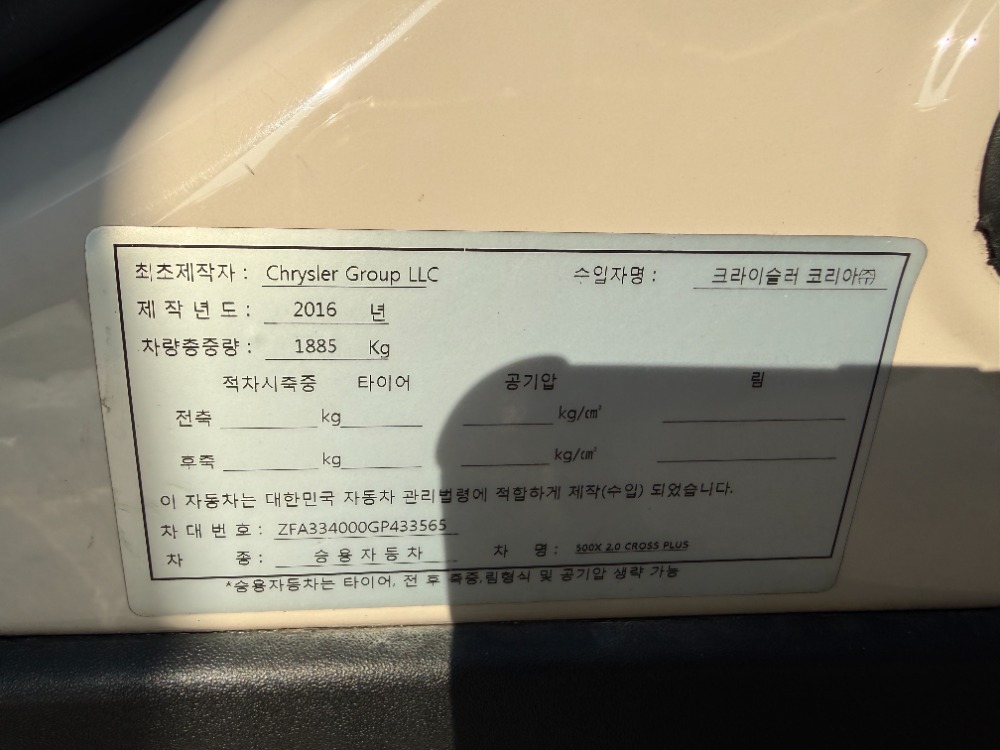 최초제작자 : Chrysler Group LLC 수입자명 : 크라이슬러 코리아㈜
제 작 년 도 : 2016 년
차량총중량 : 1885 Kg
적차시축중 타이어 공기압 림
전축 kg kg/㎠
후축 kg kg/㎠
이 자동차는 대한민국 자동차 관리법령에 적합하게 제작(수입) 되었습니다.
차 대 번 호 : ZFA334000GP433565
차 종 : 승 용 자 동 차 차 명 : 500X 2.0 CROSS PLUS
*승용자동차는 타이어, 전 후 축중,림형식 및 공기압 생략 가능